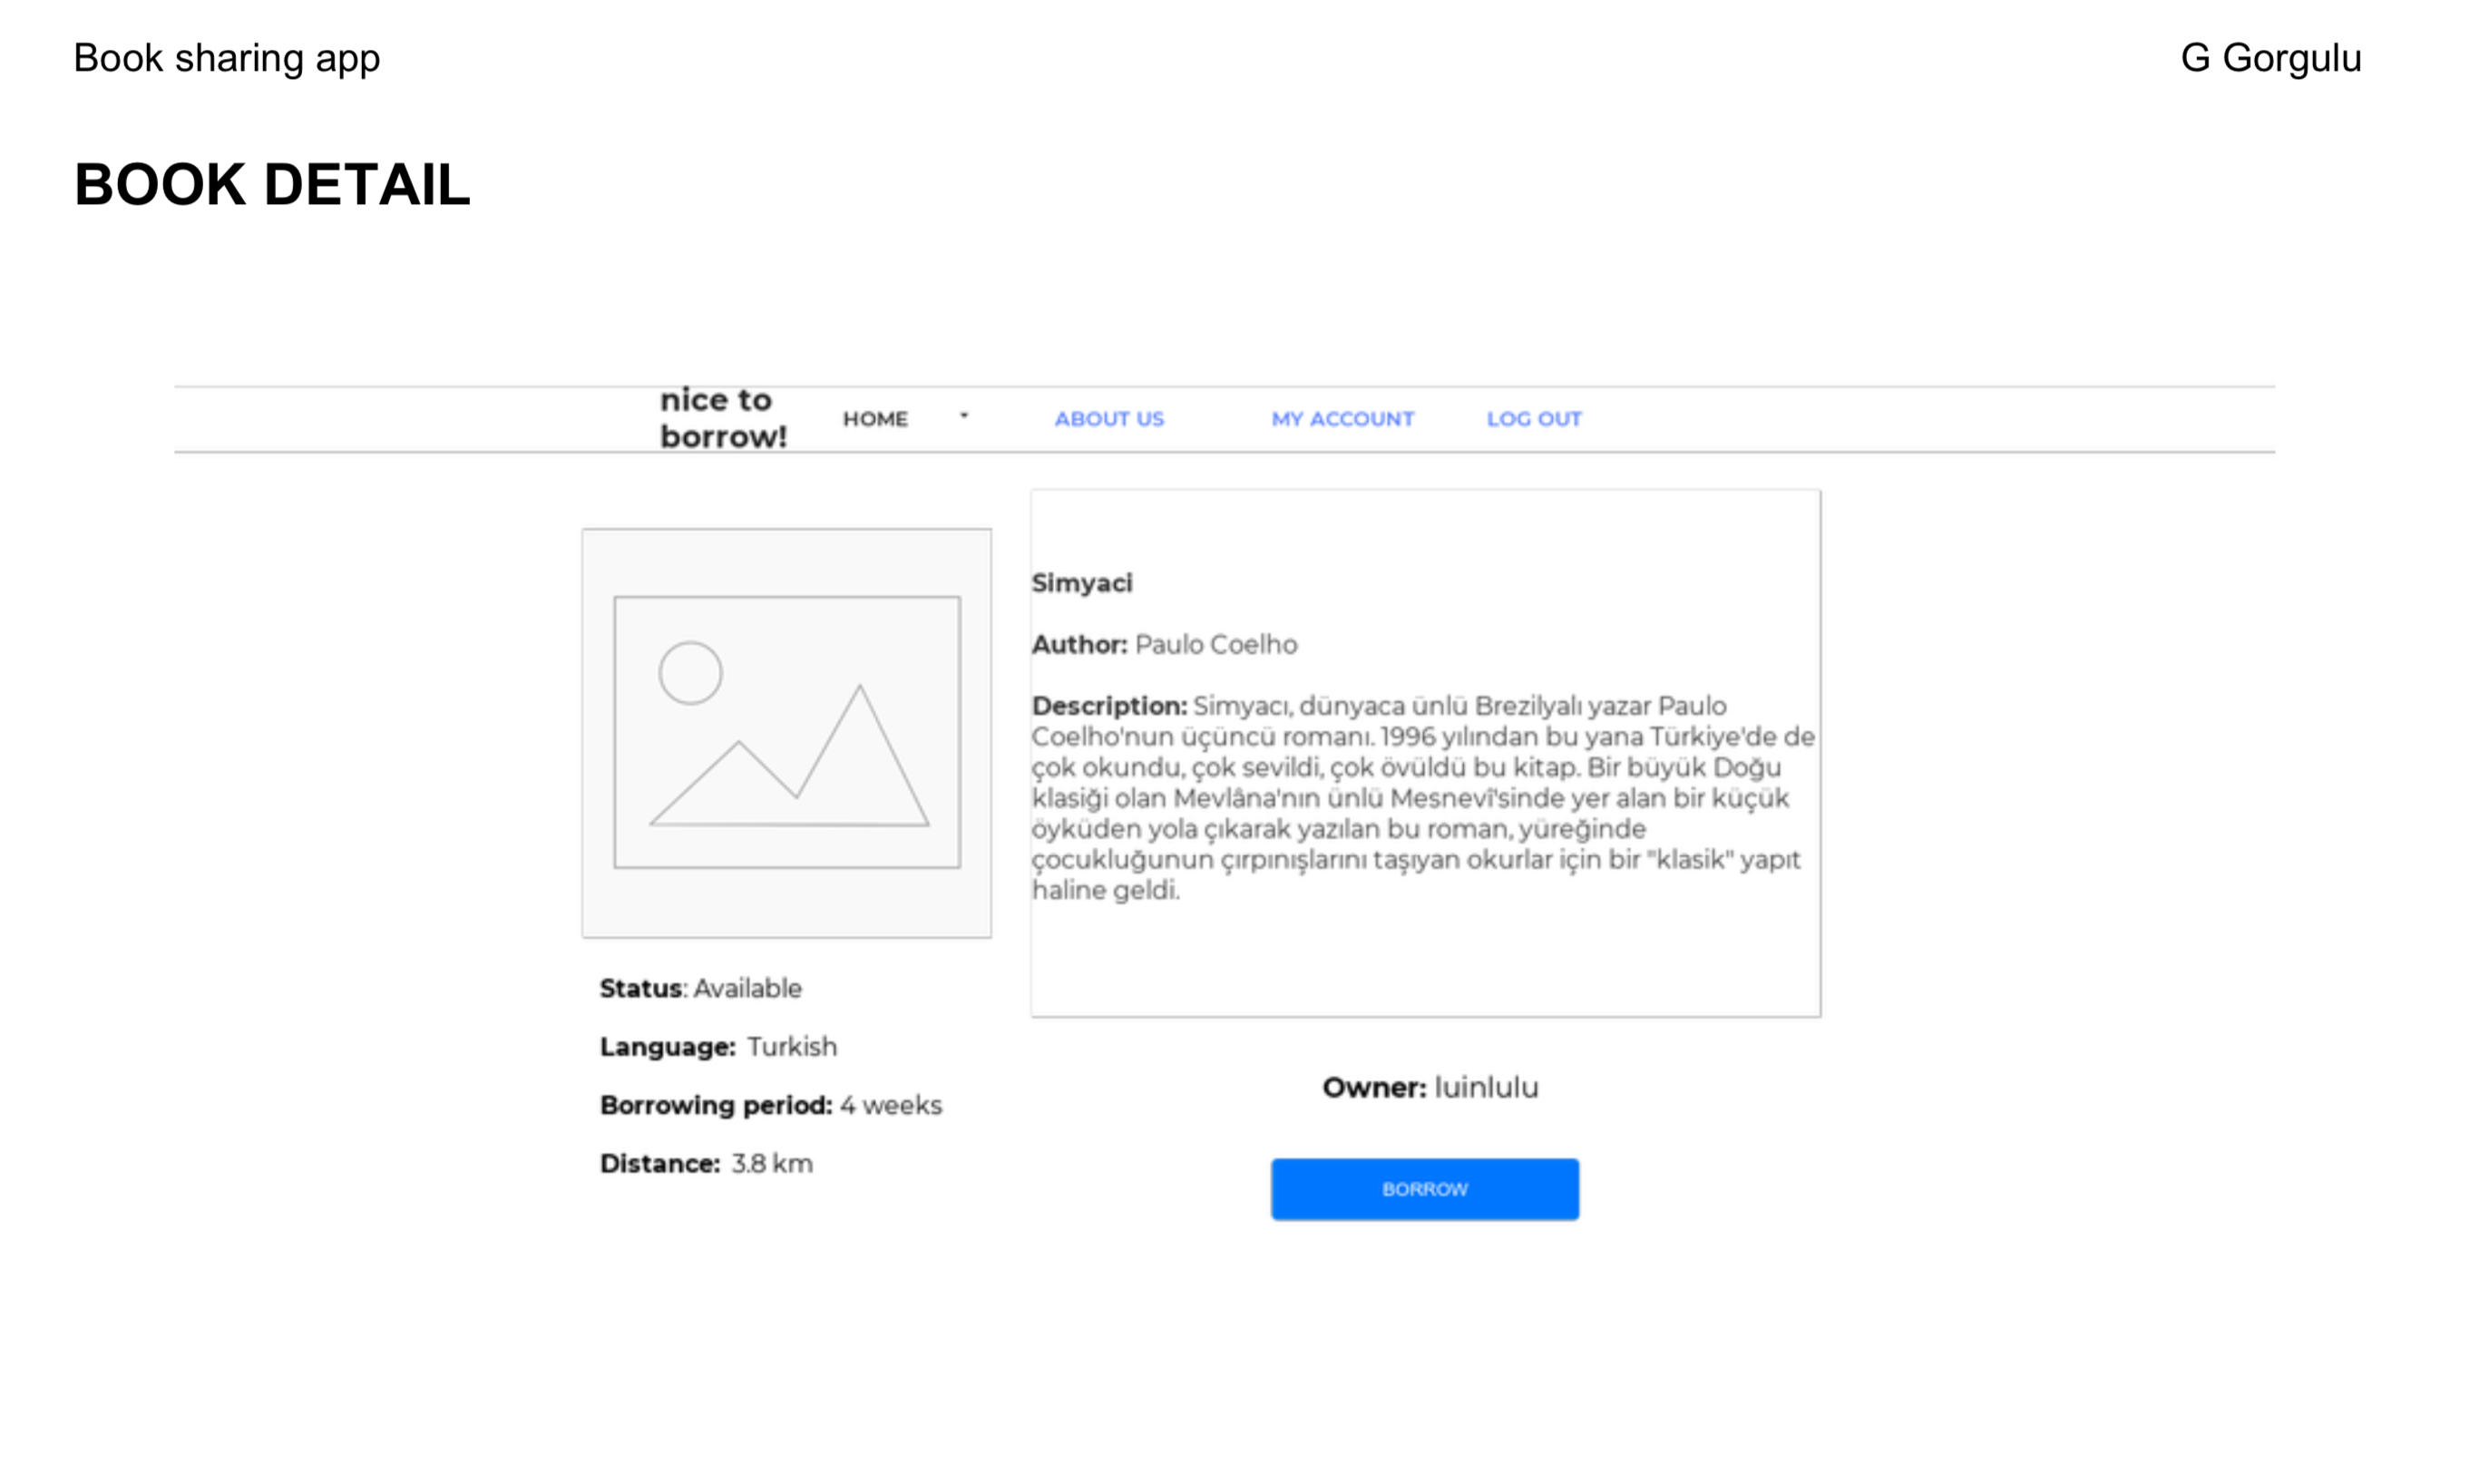 Book sharing app
G Gorgulu
BOOK DETAIL
nice to
borrow!
HOME
ABOUT US
MY ACCOUNT
LOG OUT
Simyaci
Author: Paulo Coelho
Description: Simyacı, dünyaca ünlü Brezilyalı yazar Paulo
Coelho'nun üçüncü romanı. 1996 yılından bu yana Türkiye'de de
çok okundu, çok sevildi, çok övüldü bu kitap. Bir büyük Doğu
klasiği olan Mevlâna'nın ünlü Mesnevî'sinde yer alan bir küçük
öyküden yola çıkarak yazılan bu roman, yüreğinde
çocukluğunun çırpınışlarını taşıyan okurlar için bir "klasik" yapıt
haline geldi.
Status: Available
Language: Turkish
Borrowing period: 4 weeks
Distance: 3.8 km
Owner: luinlulu
BORROW